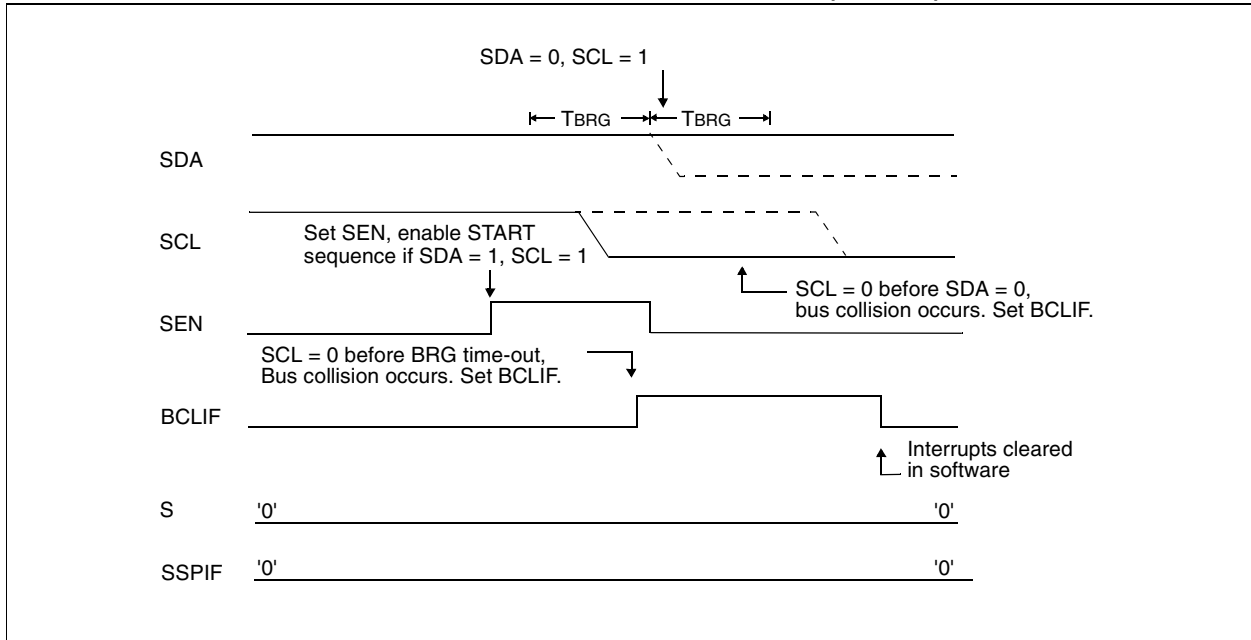 SDA = 0, SCL = 1
TBRG TBRG
SDA
SCL
Set SEN, enable START
sequence if SDA = 1, SCL = 1
SCL = 0 before SDA = 0,
bus collision occurs. Set BCLIF.
SEN
SCL = 0 before BRG time-out,
Bus collision occurs. Set BCLIF.
BCLIF
Interrupts cleared
in software
S '0' '0'
SSPIF '0' '0'